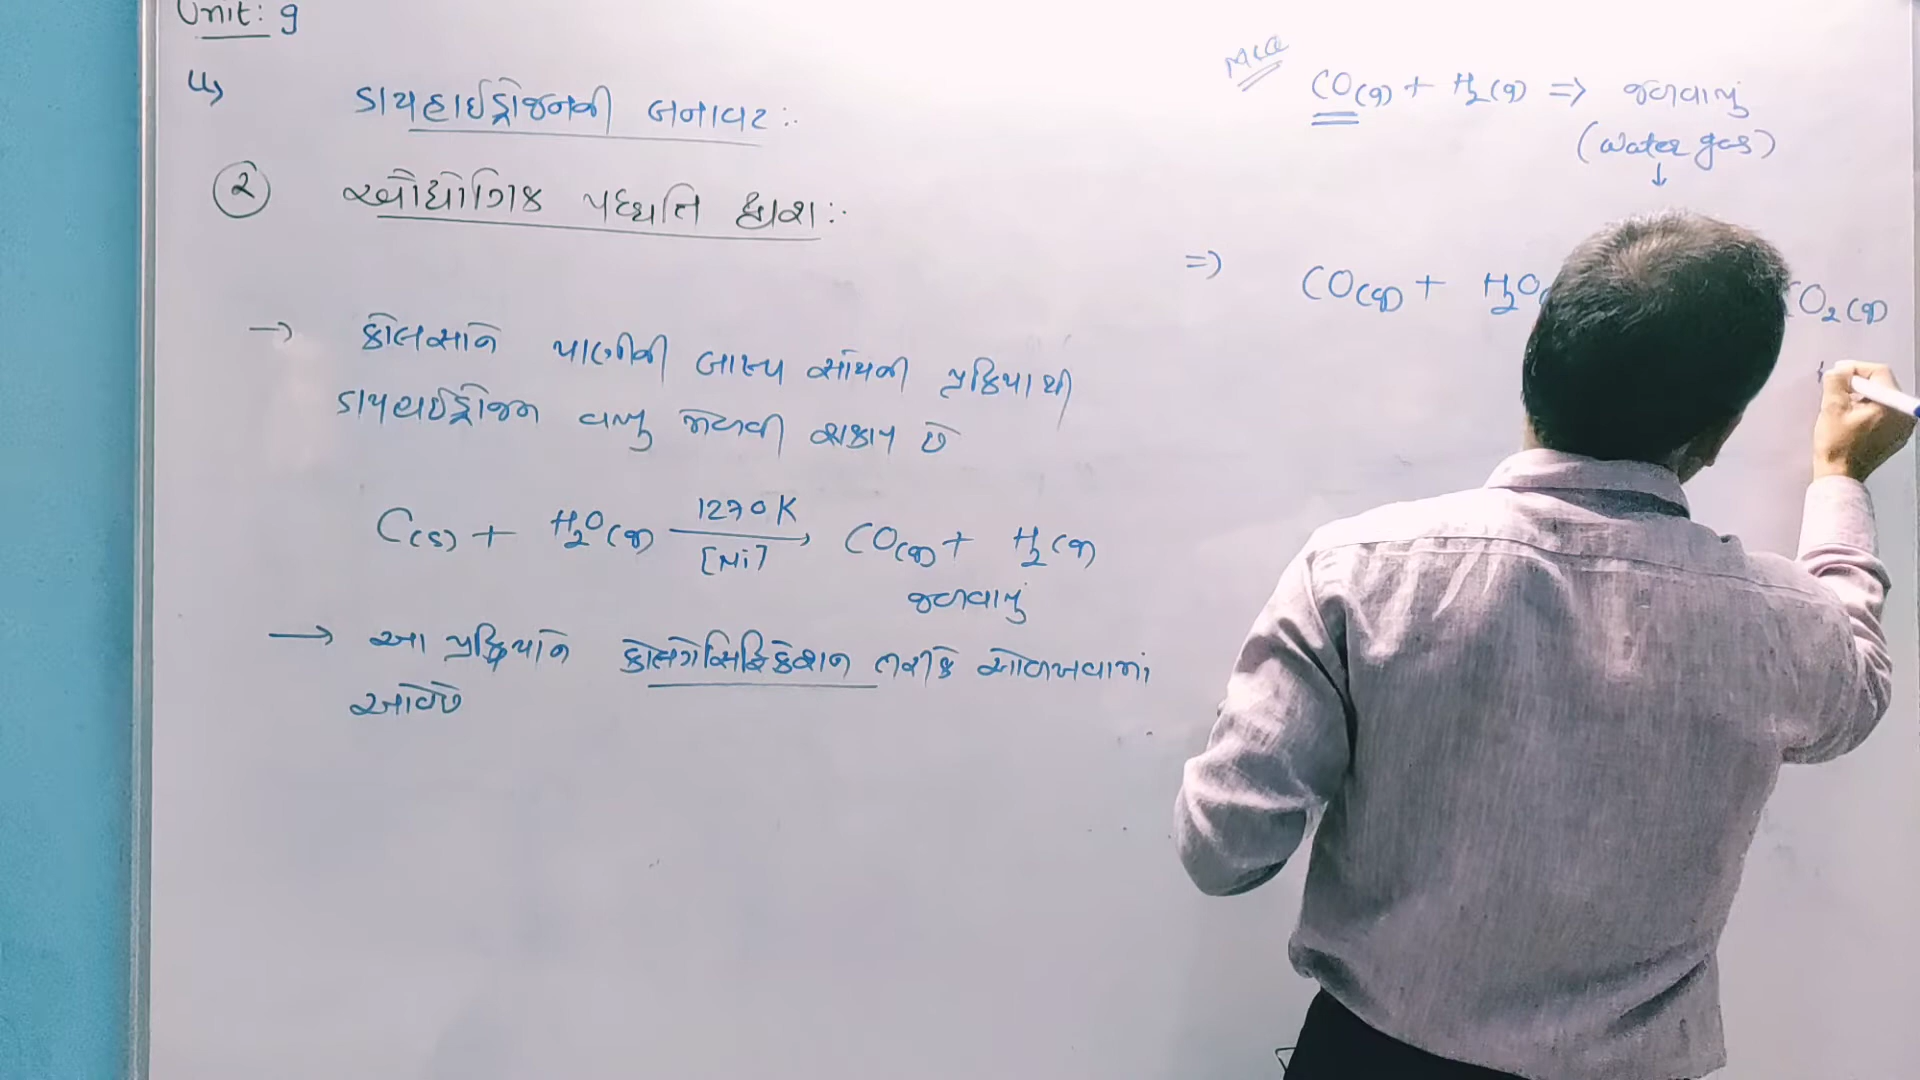 Unit: 9
4)
ડાયહાઈડ્રોજનની બનાવટ :-
② ઔદ્યોગિક પદ્ધતિ દ્વારા :-
→ કોલસાને પાણીની બાષ્પ સાથેની પ્રક્રિયાથી
ડાયહાઈડ્રોજન વાયુ મેળવી શકાય છે
C(s) + H2O(g) 1270K → CO(g) + H2(g)
[Ni]
જળવાયુ
→ આ પ્રક્રિયાને કોલગેસિફિકેશન તરીકે ઓળખવામાં
આવેછે
MCQ
CO(g) + H2(g) => જળવાયુ
(Water gas)
↓
=> CO(g) + H2O CO2(g)